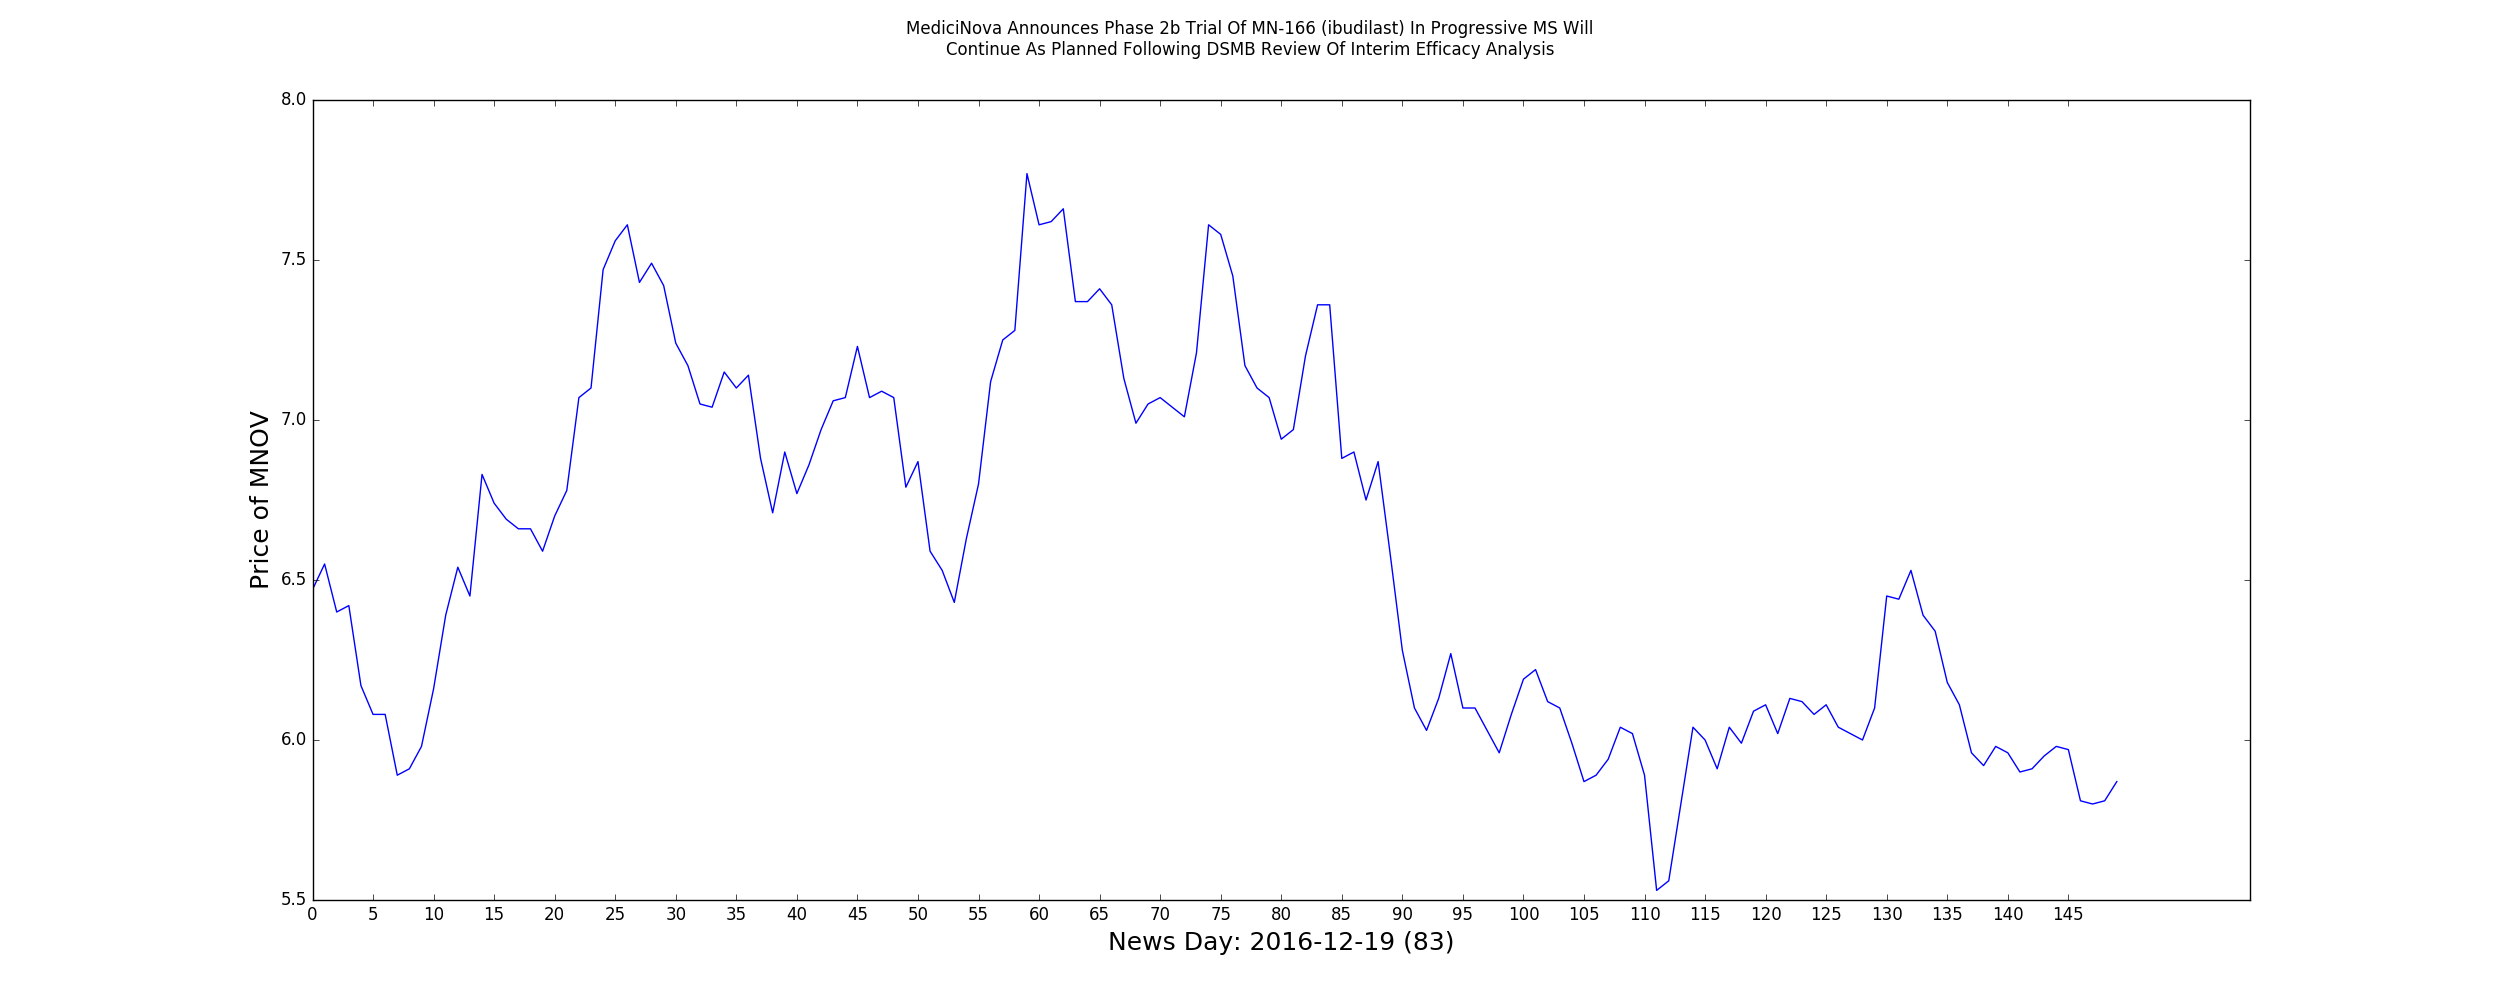 MediciNova Announces Phase 2b Trial Of MN-166 (ibudilast) In Progressive MS Will
Continue As Planned Following DSMB Review Of Interim Efficacy Analysis
8.0
7.5
7.0
6.5
6.0
5.5
Price of MNOV
0 5 10 15 20 25 30 35 40 45 50 55 60 65 70 75 80 85 90 95 100 105 110 115 120 125 130 135 140 145
News Day: 2016-12-19 (83)